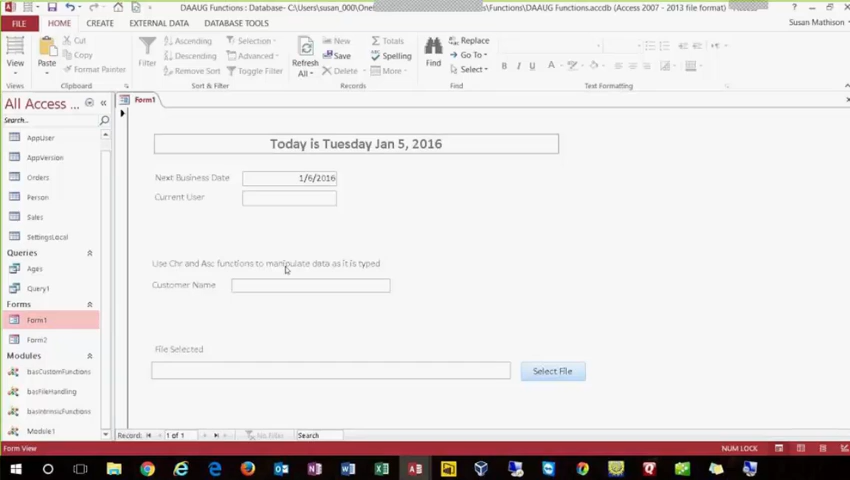 DAAUG Functions : Database- C:\Users\susan_000\One
s\Functions\DAAUG Functions.accdb (Access 2007 - 2013 file format)
FILE HOME CREATE EXTERNAL DATA DATABASE TOOLS
Susan Mathison
View
Paste
Cut
Copy
Format Painter
Clipboard
Filter
Ascending
Descending
Remove Sort
Selection
Advanced
Toggle Filter
Sort & Filter
Refresh
All
New
Save
Delete
Totals
Spelling
More
Records
Find
Replace
Go To
Select
Find
B I U A
Text Formatting
All Access ...
Search...
AppUser
AppVersion
Orders
Person
Sales
SettingsLocal
Queries
Ages
Query1
Forms
Form1
Form2
Modules
basCustomFunctions
basFileHandling
basIntrinsicFunctions
Module1
Form1
Today is Tuesday Jan 5, 2016
Next Business Date 1/6/2016
Current User
Use Chr and Asc functions to manipulate data as it is typed
Customer Name
File Selected
Select File
Record: 1 of 1 No Filter Search
Form View
NUM LOCK